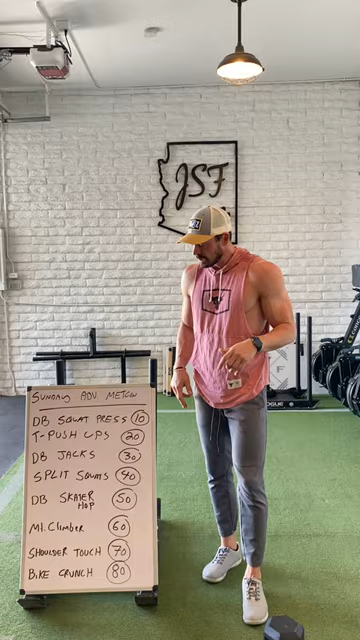 JSF
SUNDAY ADV METCON
DB SQUAT PRESS 10
T-PUSH UPS 20
DB JACKS 30
SPLIT SQUATS 40
DB SKATER HOP 50
Mt. Climber 60
SHOULDER TOUCH 70
BIKE CRUNCH 80
ROGUE